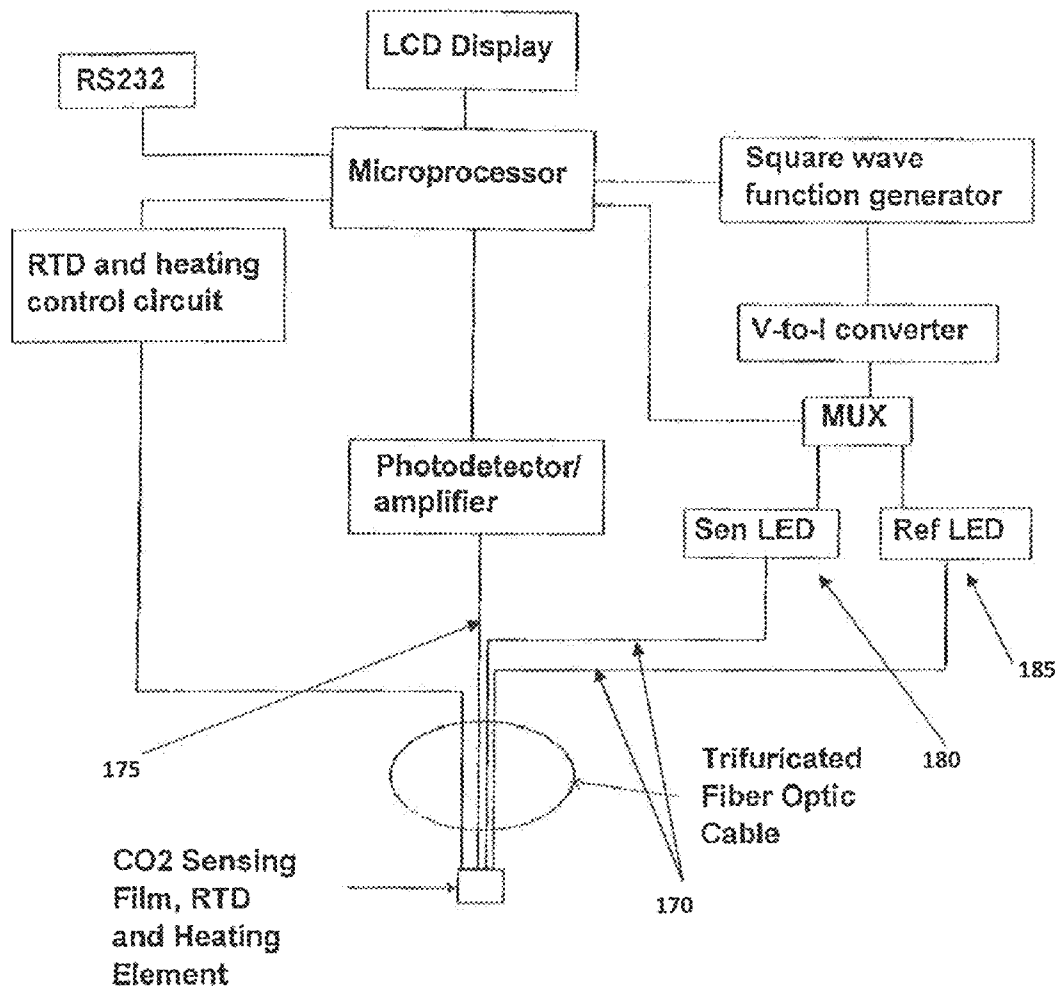 LCD Display
RS232
Microprocessor
Square wave
function generator
RTD and heating
control circuit
V-to-I converter
MUX
Photodetector/
amplifier
Sen LED
Ref LED
185
175
180
Trifuricated
Fiber Optic
Cable
CO2 Sensing
Film, RTD
and Heating
Element
170